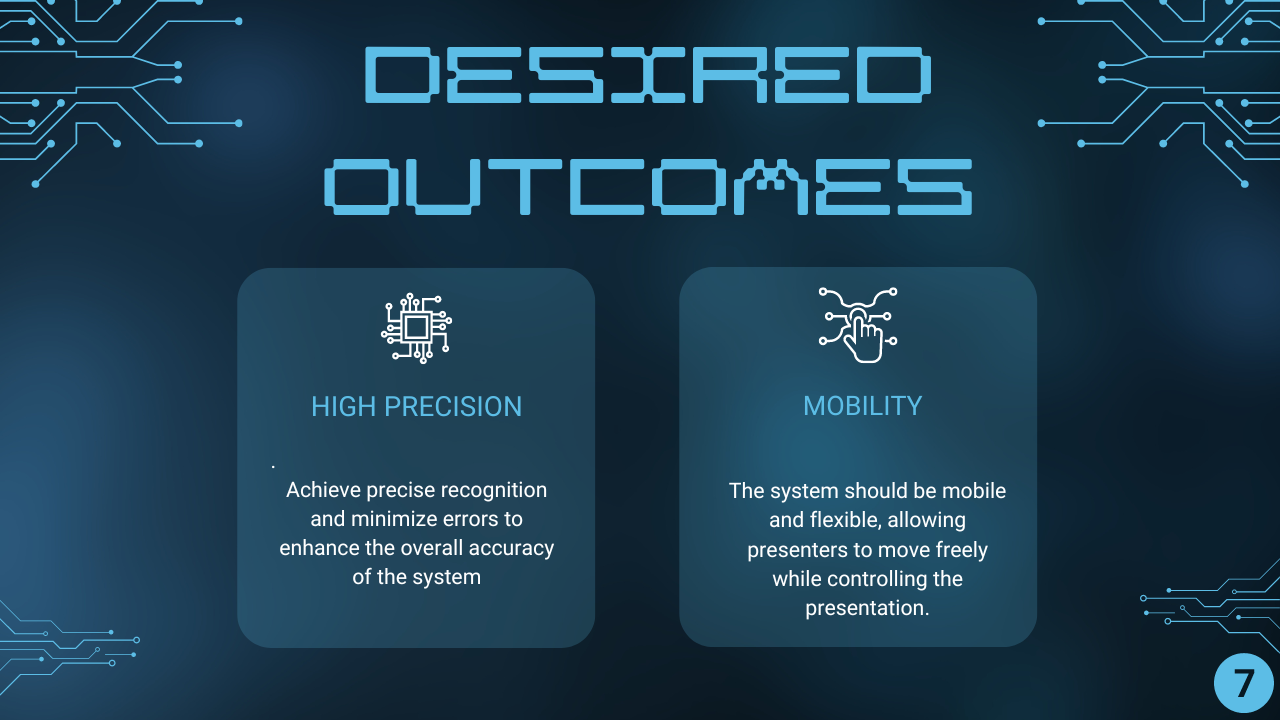 DESIRED
OUTCOMES
HIGH PRECISION
.
Achieve precise recognition
and minimize errors to
enhance the overall accuracy
of the system
MOBILITY
The system should be mobile
and flexible, allowing
presenters to move freely
while controlling the
presentation.
7